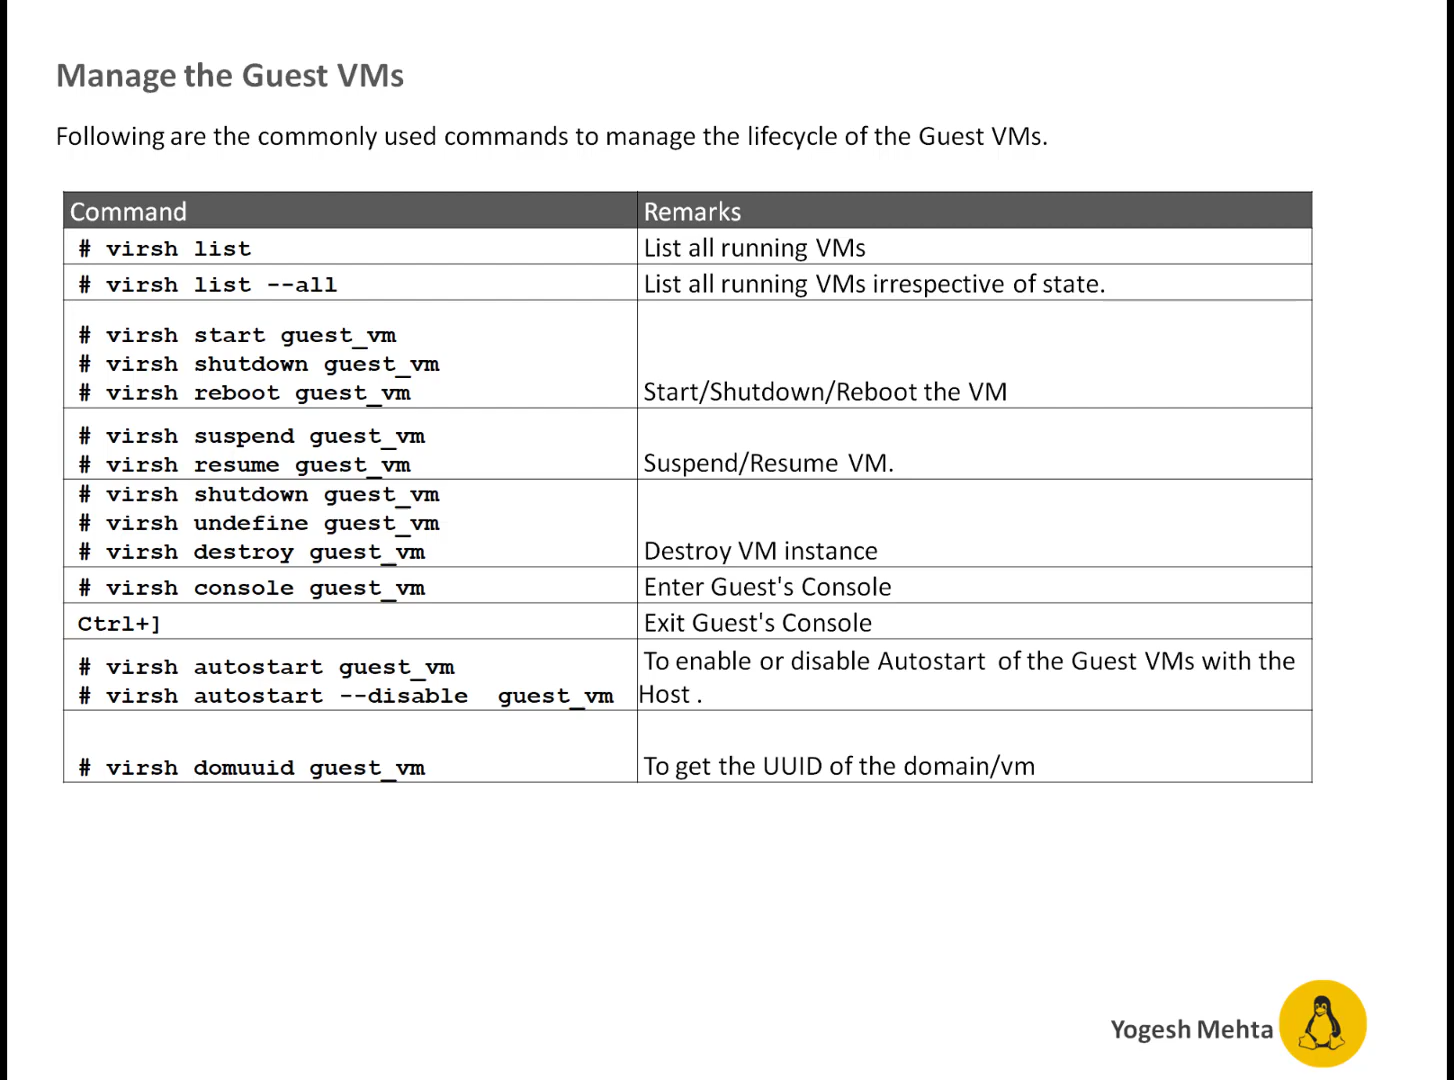 Manage the Guest VMs
Following are the commonly used commands to manage the lifecycle of the Guest VMs.
Command Remarks
# virsh list List all running VMs
# virsh list --all List all running VMs irrespective of state.
# virsh start guest_vm
# virsh shutdown guest_vm
# virsh reboot guest_vm Start/Shutdown/Reboot the VM
# virsh suspend guest_vm
# virsh resume guest_vm Suspend/Resume VM.
# virsh shutdown guest_vm
# virsh undefine guest_vm
# virsh destroy guest_vm Destroy VM instance
# virsh console guest_vm Enter Guest's Console
Ctrl+] Exit Guest's Console
# virsh autostart guest_vm To enable or disable Autostart of the Guest VMs with the
# virsh autostart --disable guest_vm Host .
# virsh domuuid guest_vm To get the UUID of the domain/vm
Yogesh Mehta